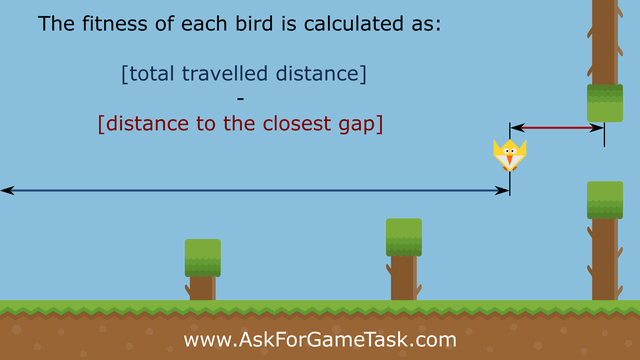 The fitness of each bird is calculated as:
[total travelled distance]
-
[distance to the closest gap]
www.AskForGameTask.com